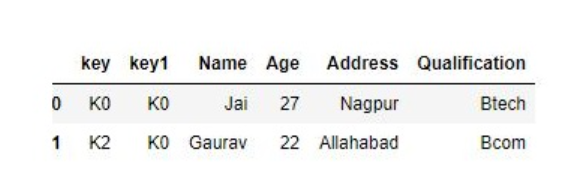 key key1 Name Age Address Qualification
0 K0 K0 Jai 27 Nagpur Btech
1 K2 K0 Gaurav 22 Allahabad Bcom